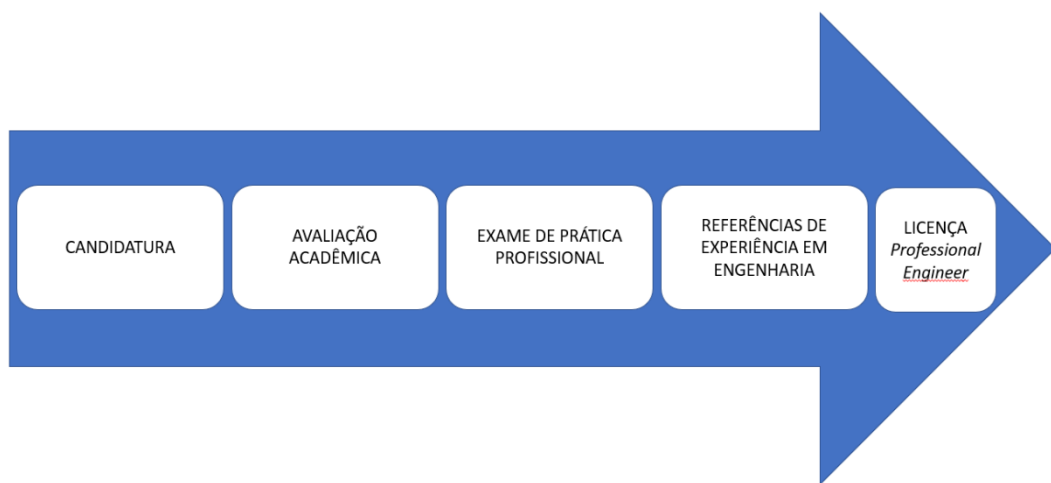 CANDIDATURA
AVALIAÇÃO
ACADÊMICA
EXAME DE PRÁTICA
PROFISSIONAL
REFERÊNCIAS DE
EXPERIÊNCIA EM
ENGENHARIA
LICENÇA
Professional
Engineer